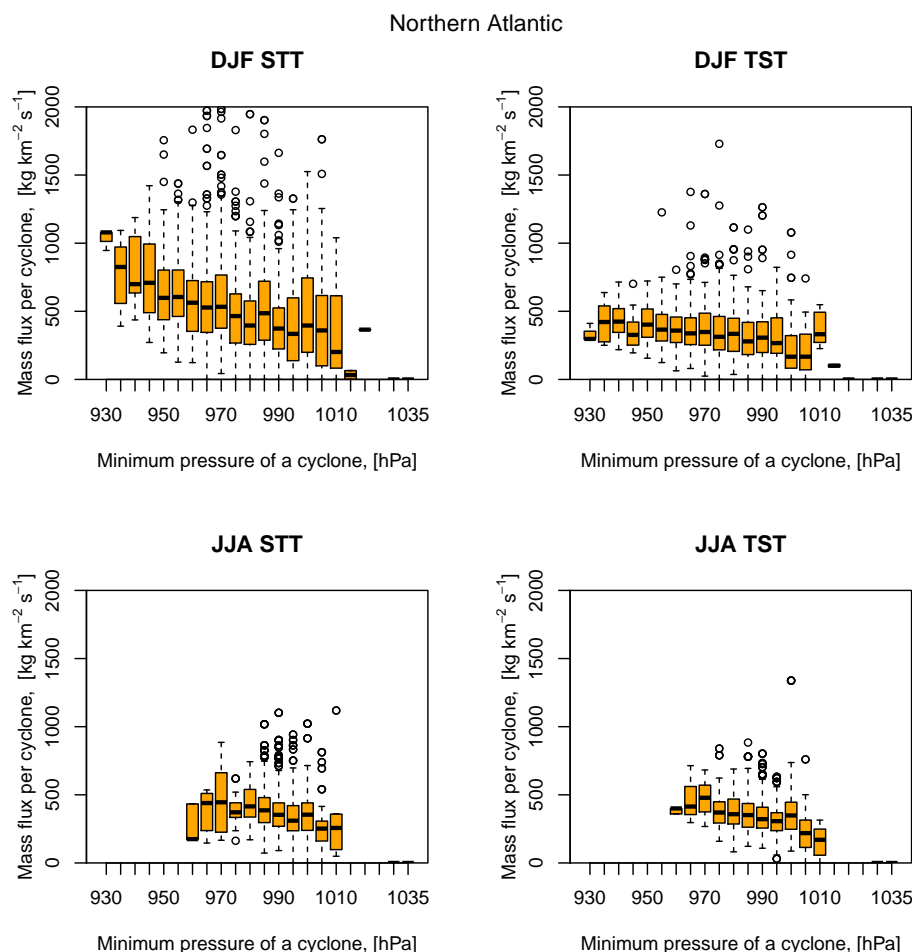 Northern Atlantic
DJF STT
Mass flux per cyclone, [kg km−2 s−1]
0 500 1000 1500 2000
930 950 970 990 1010 1035
Minimum pressure of a cyclone, [hPa]
DJF TST
Mass flux per cyclone, [kg km−2 s−1]
0 500 1000 1500 2000
930 950 970 990 1010 1035
Minimum pressure of a cyclone, [hPa]
JJA STT
Mass flux per cyclone, [kg km−2 s−1]
0 500 1000 1500 2000
930 950 970 990 1010 1035
Minimum pressure of a cyclone, [hPa]
JJA TST
Mass flux per cyclone, [kg km−2 s−1]
0 500 1000 1500 2000
930 950 970 990 1010 1035
Minimum pressure of a cyclone, [hPa]